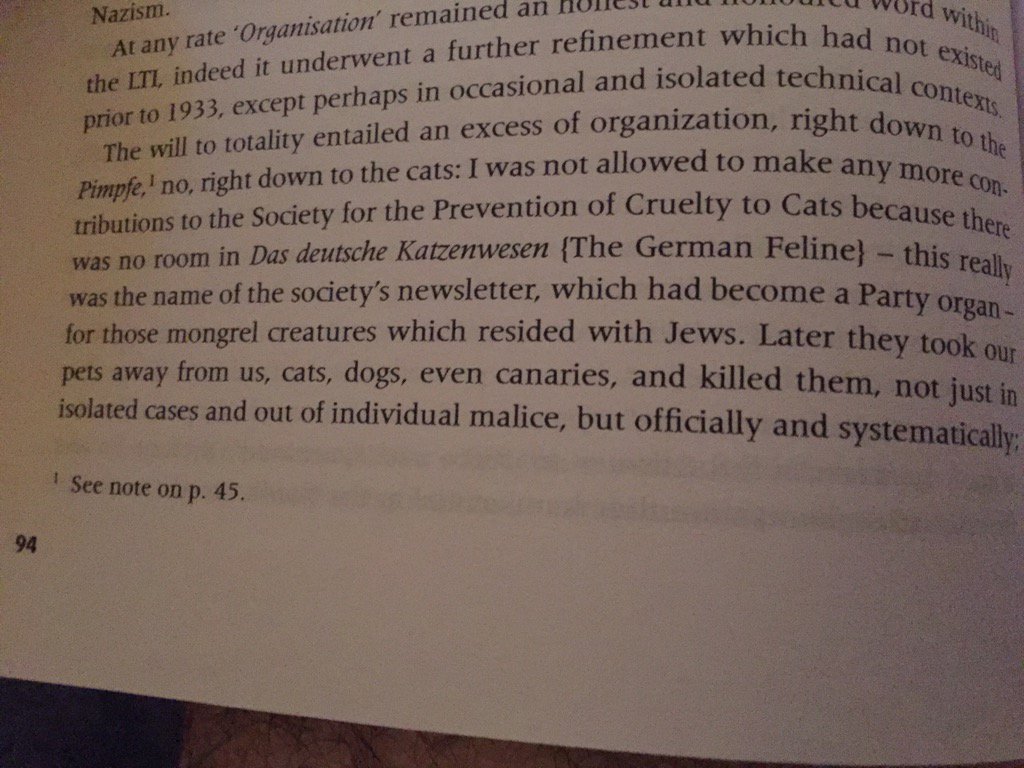 Nazism.
At any rate ‘Organisation’ remained an honest and honoured word within
the LTI, indeed it underwent a further refinement which had not existed
prior to 1933, except perhaps in occasional and isolated technical contexts.
The will to totality entailed an excess of organization, right down to the
Pimpfe,¹ no, right down to the cats: I was not allowed to make any more con-
tributions to the Society for the Prevention of Cruelty to Cats because there
was no room in Das deutsche Katzenwesen {The German Feline} – this really
was the name of the society’s newsletter, which had become a Party organ –
for those mongrel creatures which resided with Jews. Later they took our
pets away from us, cats, dogs, even canaries, and killed them, not just in
isolated cases and out of individual malice, but officially and systematically;
¹ See note on p. 45.
94